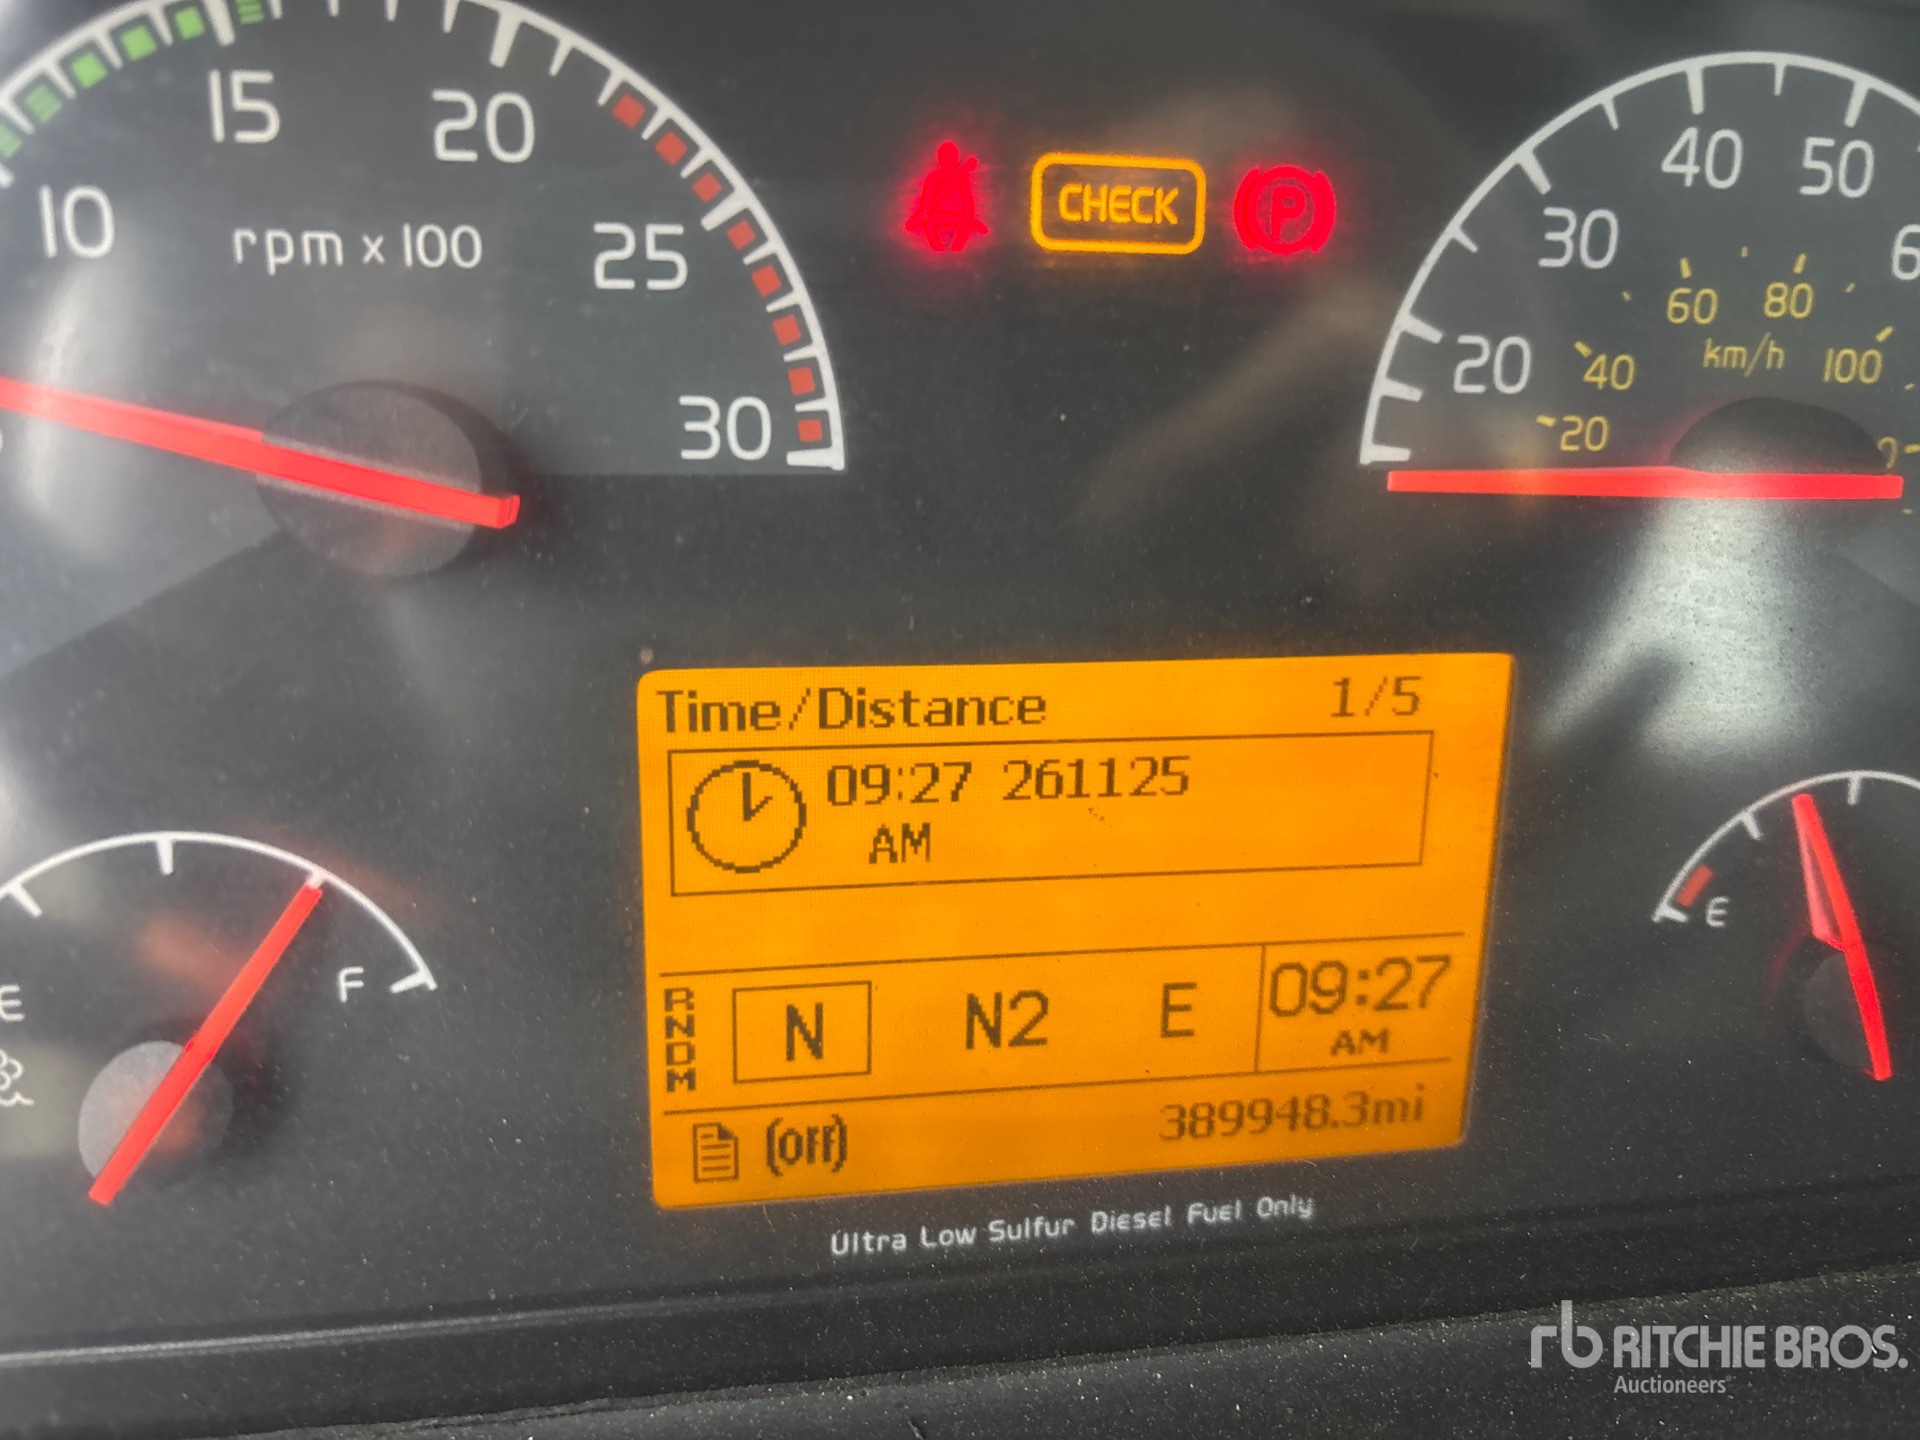 10
15
20
25
30
rpm x 100
CHECK
P
20
30
40
50
20
40
60
80
100
km/h
Time/Distance 1/5
09:27 261125
AM
RNDM
N N2 E
09:27
AM
(Off)
389948.3mi
Ultra Low Sulfur Diesel Fuel Only
E
F
E
rb RITCHIE BROS.
Auctioneers